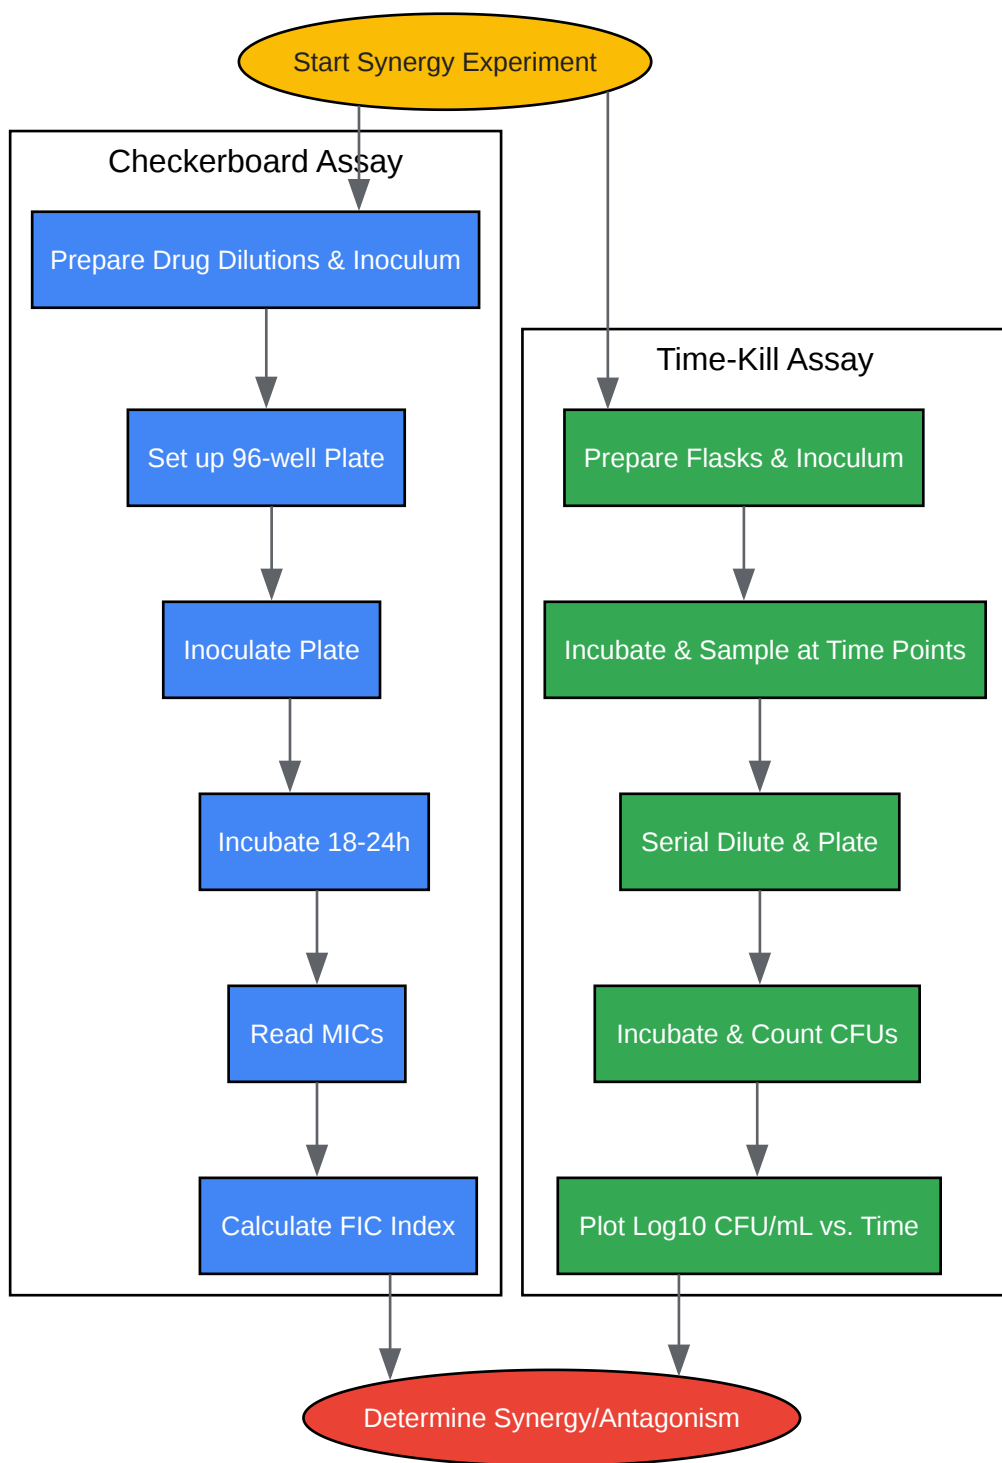 Start Synergy Experiment
Checkerboard Assay
Prepare Drug Dilutions & Inoculum
Set up 96-well Plate
Inoculate Plate
Incubate 18-24h
Read MICs
Calculate FIC Index
Time-Kill Assay
Prepare Flasks & Inoculum
Incubate & Sample at Time Points
Serial Dilute & Plate
Incubate & Count CFUs
Plot Log10 CFU/mL vs. Time
Determine Synergy/Antagonism